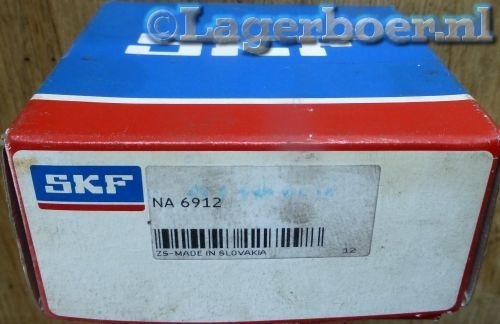 ©Lagerboer.nl
SKF
SKF
NA 6912
ZS-MADE IN SLOVAKIA
12